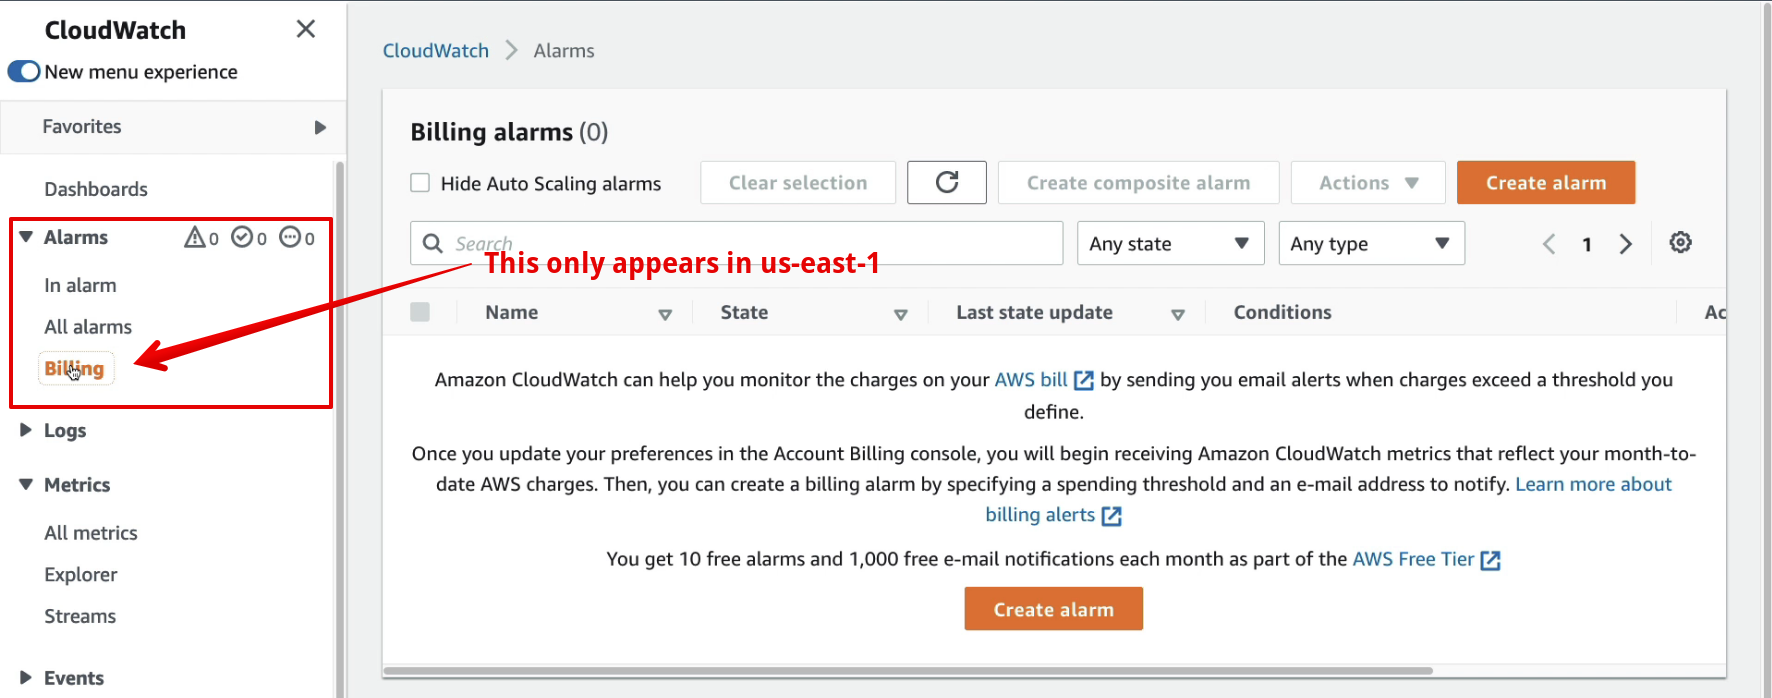 CloudWatch
New menu experience
Favorites
Dashboards
Alarms 0 0 0
In alarm
All alarms
Billing
Logs
Metrics
All metrics
Explorer
Streams
Events
CloudWatch > Alarms
Billing alarms (0)
Hide Auto Scaling alarms
Clear selection
Create composite alarm
Actions
Create alarm
Search
Any state
Any type
1
This only appears in us-east-1
Name State Last state update Conditions Ac
Amazon CloudWatch can help you monitor the charges on your AWS bill by sending you email alerts when charges exceed a threshold you
define.
Once you update your preferences in the Account Billing console, you will begin receiving Amazon CloudWatch metrics that reflect your month-to-
date AWS charges. Then, you can create a billing alarm by specifying a spending threshold and an e-mail address to notify. Learn more about
billing alerts
You get 10 free alarms and 1,000 free e-mail notifications each month as part of the AWS Free Tier
Create alarm